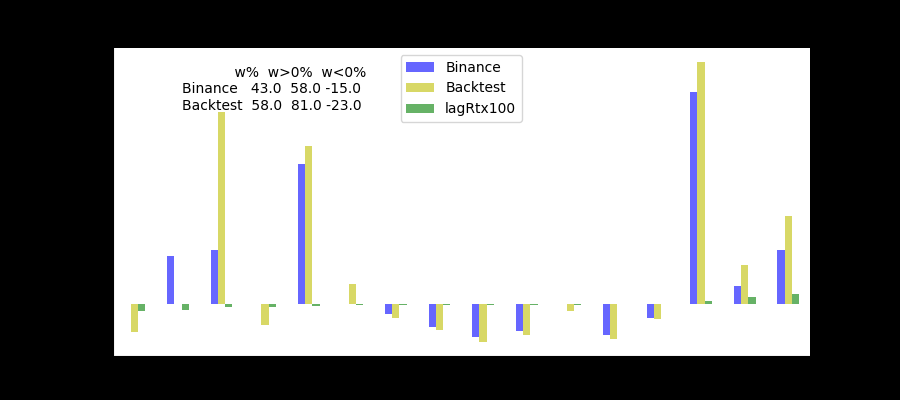 w%  w>0%  w<0%
Binance   43.0  58.0 -15.0
Backtest  58.0  81.0 -23.0
Binance
Backtest
lagRtx100